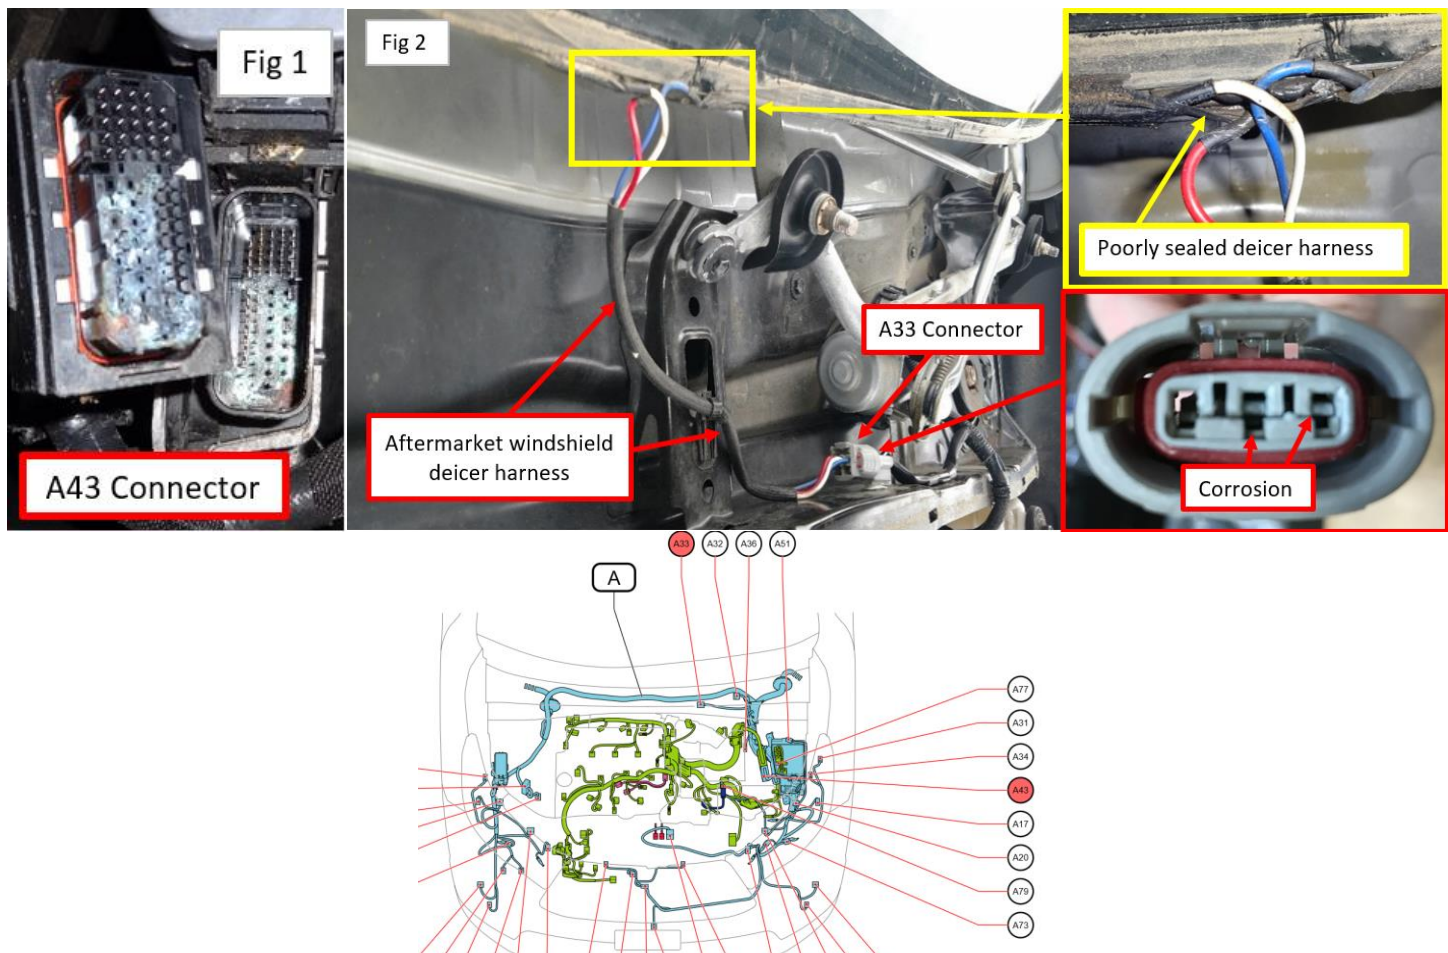 Fig 1
Fig 2
Poorly sealed deicer harness
A33 Connector
Aftermarket windshield
deicer harness
Corrosion
A43 Connector
A33
A32
A36
A51
A
A77
A31
A34
A43
A17
A20
A79
A73